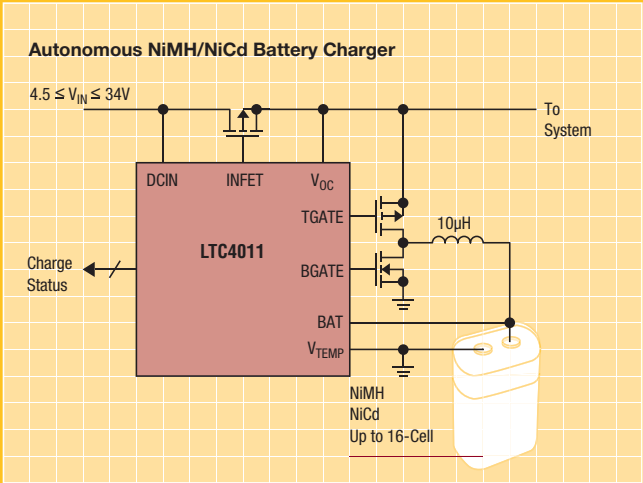 Autonomous NiMH/NiCd Battery Charger
4.5 ≤ VIN ≤ 34V
To
System
DCIN
INFET
VOC
TGATE
10µH
LTC4011
Charge
Status
BGATE
BAT
VTEMP
NiMH
NiCd
Up to 16-Cell